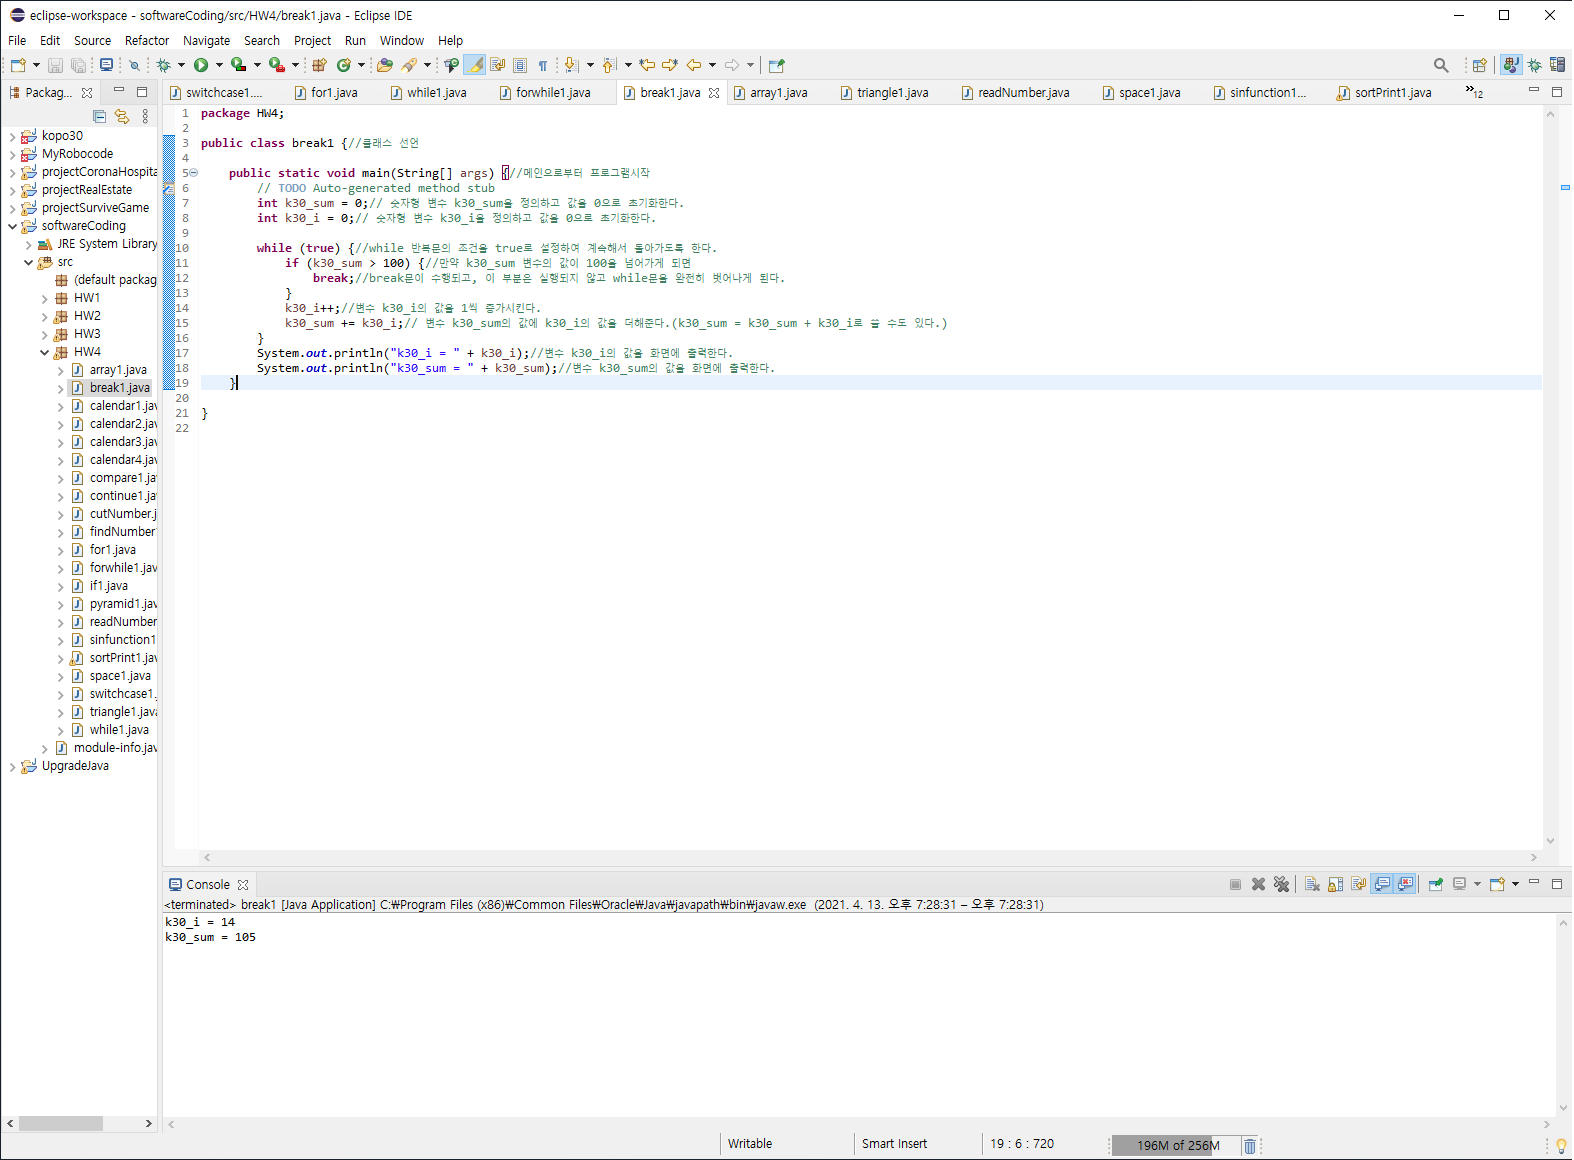 eclipse-workspace - softwareCoding/src/HW4/break1.java - Eclipse IDE
File Edit Source Refactor Navigate Search Project Run Window Help
Packag...
switchcase1.... for1.java while1.java forwhile1.java break1.java array1.java triangle1.java readNumber.java space1.java sinfunction1... sortPrint1.java »12
kopo30
MyRobocode
projectCoronaHospita
projectRealEstate
projectSurviveGame
softwareCoding
JRE System Library
src
(default packag
HW1
HW2
HW3
HW4
array1.java
break1.java
calendar1.jav
calendar2.jav
calendar3.jav
calendar4.jav
compare1.jav
continue1.jav
cutNumber.j
findNumber
for1.java
forwhile1.jav
if1.java
pyramid1.jav
readNumber
sinfunction1
sortPrint1.jav
space1.java
switchcase1.
triangle1.java
while1.java
module-info.jav
UpgradeJava
1 package HW4;
2
3 public class break1 {//클래스 선언
4
5 public static void main(String[] args) {//메인으로부터 프로그램시작
6 // TODO Auto-generated method stub
7 int k30_sum = 0;// 숫자형 변수 k30_sum을 정의하고 값을 0으로 초기화한다.
8 int k30_i = 0;// 숫자형 변수 k30_i을 정의하고 값을 0으로 초기화한다.
9
10 while (true) {//while 반복문의 조건을 true로 설정하여 계속해서 돌아가도록 한다.
11 if (k30_sum > 100) {//만약 k30_sum 변수의 값이 100을 넘어가게 되면
12 break;//break문이 수행되고, 이 부분은 실행되지 않고 while문을 완전히 벗어나게 된다.
13 }
14 k30_i++;//변수 k30_i의 값을 1씩 증가시킨다.
15 k30_sum += k30_i;// 변수 k30_sum의 값에 k30_i의 값을 더해준다.(k30_sum = k30_sum + k30_i로 쓸 수도 있다.)
16 }
17 System.out.println("k30_i = " + k30_i);//변수 k30_i의 값을 화면에 출력한다.
18 System.out.println("k30_sum = " + k30_sum);//변수 k30_sum의 값을 화면에 출력한다.
19 }
20
21 }
22
Console
<terminated> break1 [Java Application] C:₩Program Files (x86)₩Common Files₩Oracle₩Java₩javapath₩bin₩javaw.exe (2021. 4. 13. 오후 7:28:31 – 오후 7:28:31)
k30_i = 14
k30_sum = 105
Writable Smart Insert 19 : 6 : 720 196M of 256M